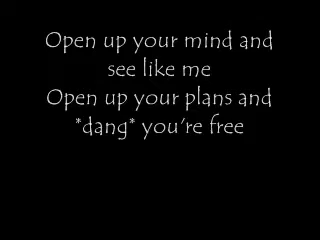 Open up your mind and
see like me
Open up your plans and
*dang* you're free